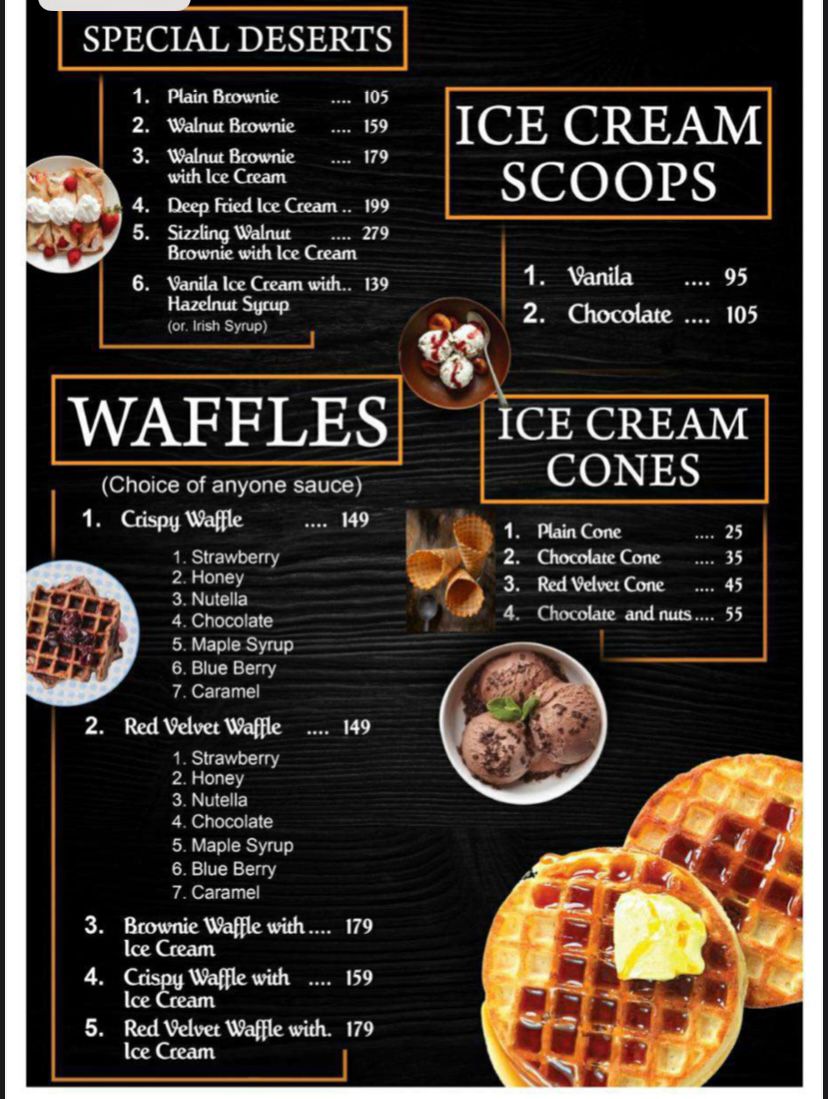 SPECIAL DESERTS
1. Plain Brownie .... 105
2. Walnut Brownie .... 159
3. Walnut Brownie .... 179
with Ice Cream
4. Deep Fried Ice Cream .. 199
5. Sizzling Walnut .... 279
Brownie with Ice Cream
6. Vanila Ice Cream with.. 139
Hazelnut Syrup
(or. Irish Syrup)
ICE CREAM
SCOOPS
1. Vanila .... 95
2. Chocolate .... 105
WAFFLES
(Choice of anyone sauce)
1. Crispy Waffle .... 149
1. Strawberry
2. Honey
3. Nutella
4. Chocolate
5. Maple Syrup
6. Blue Berry
7. Caramel
2. Red Velvet Waffle .... 149
1. Strawberry
2. Honey
3. Nutella
4. Chocolate
5. Maple Syrup
6. Blue Berry
7. Caramel
3. Brownie Waffle with .... 179
Ice Cream
4. Crispy Waffle with .... 159
Ice Cream
5. Red Velvet Waffle with. 179
Ice Cream
ICE CREAM
CONES
1. Plain Cone .... 25
2. Chocolate Cone .... 35
3. Red Velvet Cone .... 45
4. Chocolate and nuts .... 55